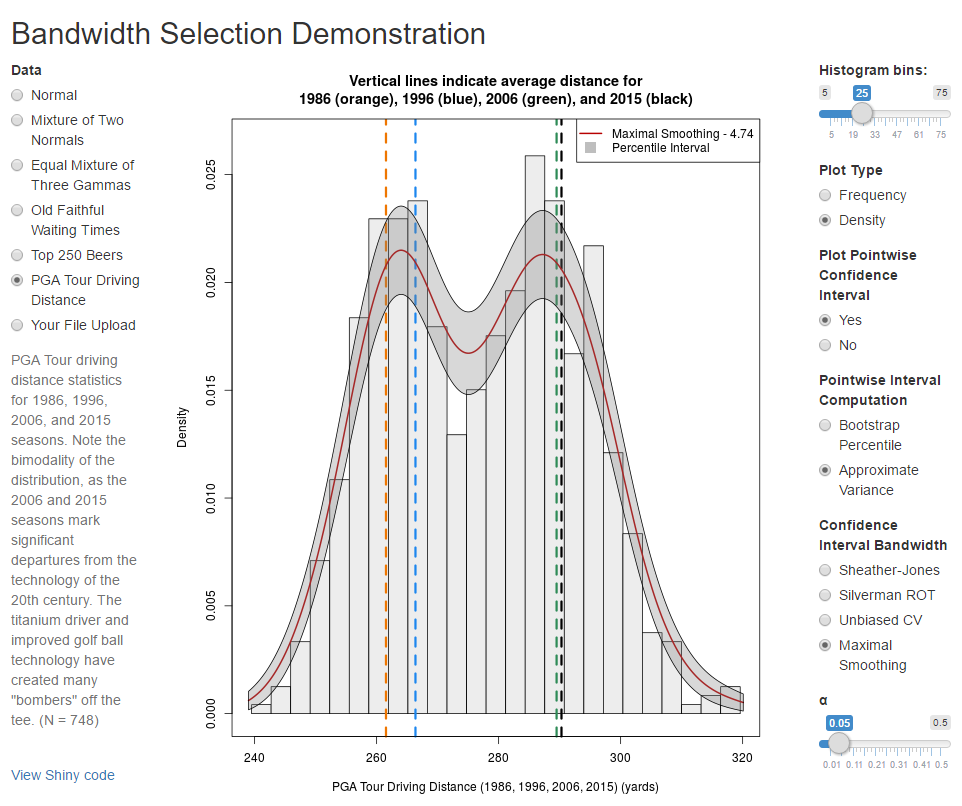 Bandwidth Selection Demonstration
Data
Normal
Mixture of Two
Normals
Equal Mixture of
Three Gammas
Old Faithful
Waiting Times
Top 250 Beers
PGA Tour Driving
Distance
Your File Upload
PGA Tour driving
distance statistics
for 1986, 1996,
2006, and 2015
seasons. Note the
bimodality of the
distribution, as the
2006 and 2015
seasons mark
significant
departures from the
technology of the
20th century. The
titanium driver and
improved golf ball
technology have
created many
"bombers" off the
tee. (N = 748)
View Shiny code
Vertical lines indicate average distance for
1986 (orange), 1996 (blue), 2006 (green), and 2015 (black)
Maximal Smoothing - 4.74
Percentile Interval
Density
0.025
0.020
0.015
0.010
0.005
0.000
240 260 280 300 320
PGA Tour Driving Distance (1986, 1996, 2006, 2015) (yards)
Histogram bins:
5 25 75
5 19 33 47 61 75
Plot Type
Frequency
Density
Plot Pointwise
Confidence
Interval
Yes
No
Pointwise Interval
Computation
Bootstrap
Percentile
Approximate
Variance
Confidence
Interval Bandwidth
Sheather-Jones
Silverman ROT
Unbiased CV
Maximal
Smoothing
α
0.05 0.5
0.01 0.11 0.21 0.31 0.41 0.5